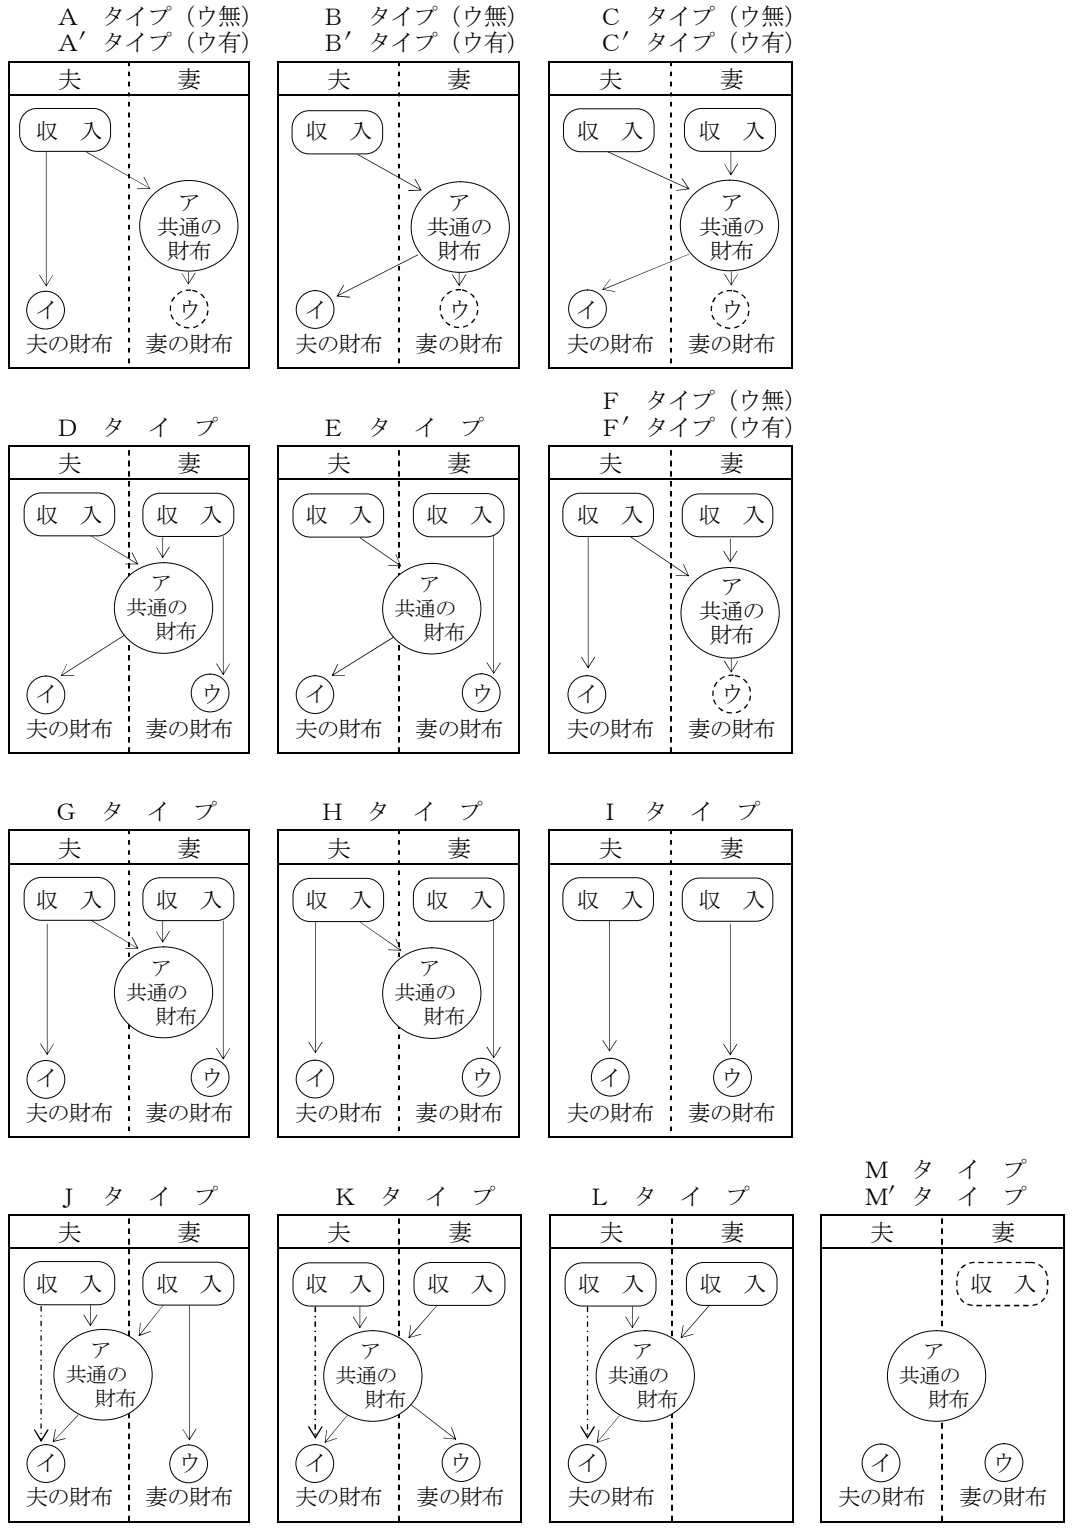 A タイプ（ウ無）
A′ タイプ（ウ有）
夫 妻
収 入
ア
共通の
財布
イ ウ
夫の財布 妻の財布
B タイプ（ウ無）
B′ タイプ（ウ有）
夫 妻
収 入
ア
共通の
財布
イ ウ
夫の財布 妻の財布
C タイプ（ウ無）
C′ タイプ（ウ有）
夫 妻
収 入 収 入
ア
共通の
財布
イ ウ
夫の財布 妻の財布
D タ イ プ
夫 妻
収 入 収 入
ア
共通の
財布
イ ウ
夫の財布 妻の財布
E タ イ プ
夫 妻
収 入 収 入
ア
共通の
財布
イ ウ
夫の財布 妻の財布
F タイプ（ウ無）
F′ タイプ（ウ有）
夫 妻
収 入 収 入
ア
共通の
財布
イ ウ
夫の財布 妻の財布
G タ イ プ
夫 妻
収 入 収 入
ア
共通の
財布
イ ウ
夫の財布 妻の財布
H タ イ プ
夫 妻
収 入 収 入
ア
共通の
財布
イ ウ
夫の財布 妻の財布
I タ イ プ
夫 妻
収 入 収 入
イ ウ
夫の財布 妻の財布
J タ イ プ
夫 妻
収 入 収 入
ア
共通の
財布
イ ウ
夫の財布 妻の財布
K タ イ プ
夫 妻
収 入 収 入
ア
共通の
財布
イ ウ
夫の財布 妻の財布
L タ イ プ
夫 妻
収 入 収 入
ア
共通の
財布
イ
夫の財布
M タ イ プ
M′ タ イ プ
夫 妻
収 入
ア
共通の
財布
イ ウ
夫の財布 妻の財布